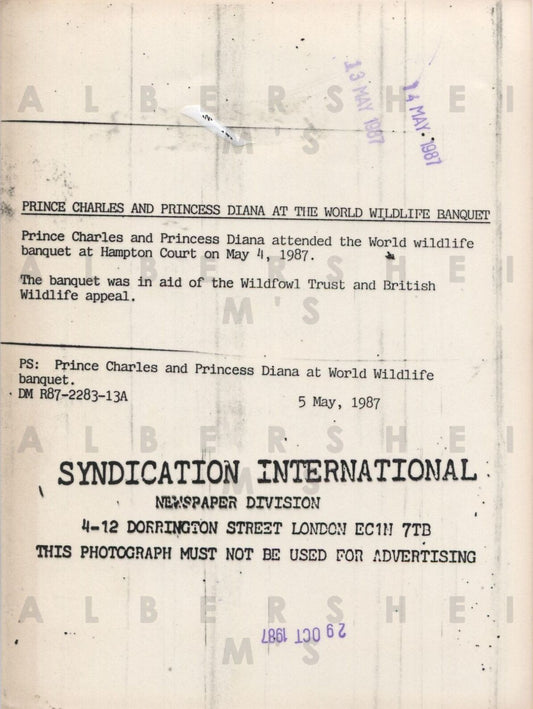 13 MAY 1987
14 MAY 1987
ALBERSHEI
M'S
PRINCE CHARLES AND PRINCESS DIANA AT THE WORLD WILDLIFE BANQUET
Prince Charles and Princess Diana attended the World wildlife
banquet at Hampton Court on May 4, 1987.
ALBERSHEI
The banquet was in aid of the Wildfowl Trust and British
Wildlife appeal.
M'S
PS: Prince Charles and Princess Diana at World Wildlife
banquet.
DM R87-2283-13A
5 May, 1987
ALBERSHEI
M'S
SYNDICATION INTERNATIONAL
NEWSPAPER DIVISION
4-12 DORRINGTON STREET LONDON EC1N 7TB
THIS PHOTOGRAPH MUST NOT BE USED FOR ADVERTISING
ALBERSHEI
M'S
29 OCT 1987